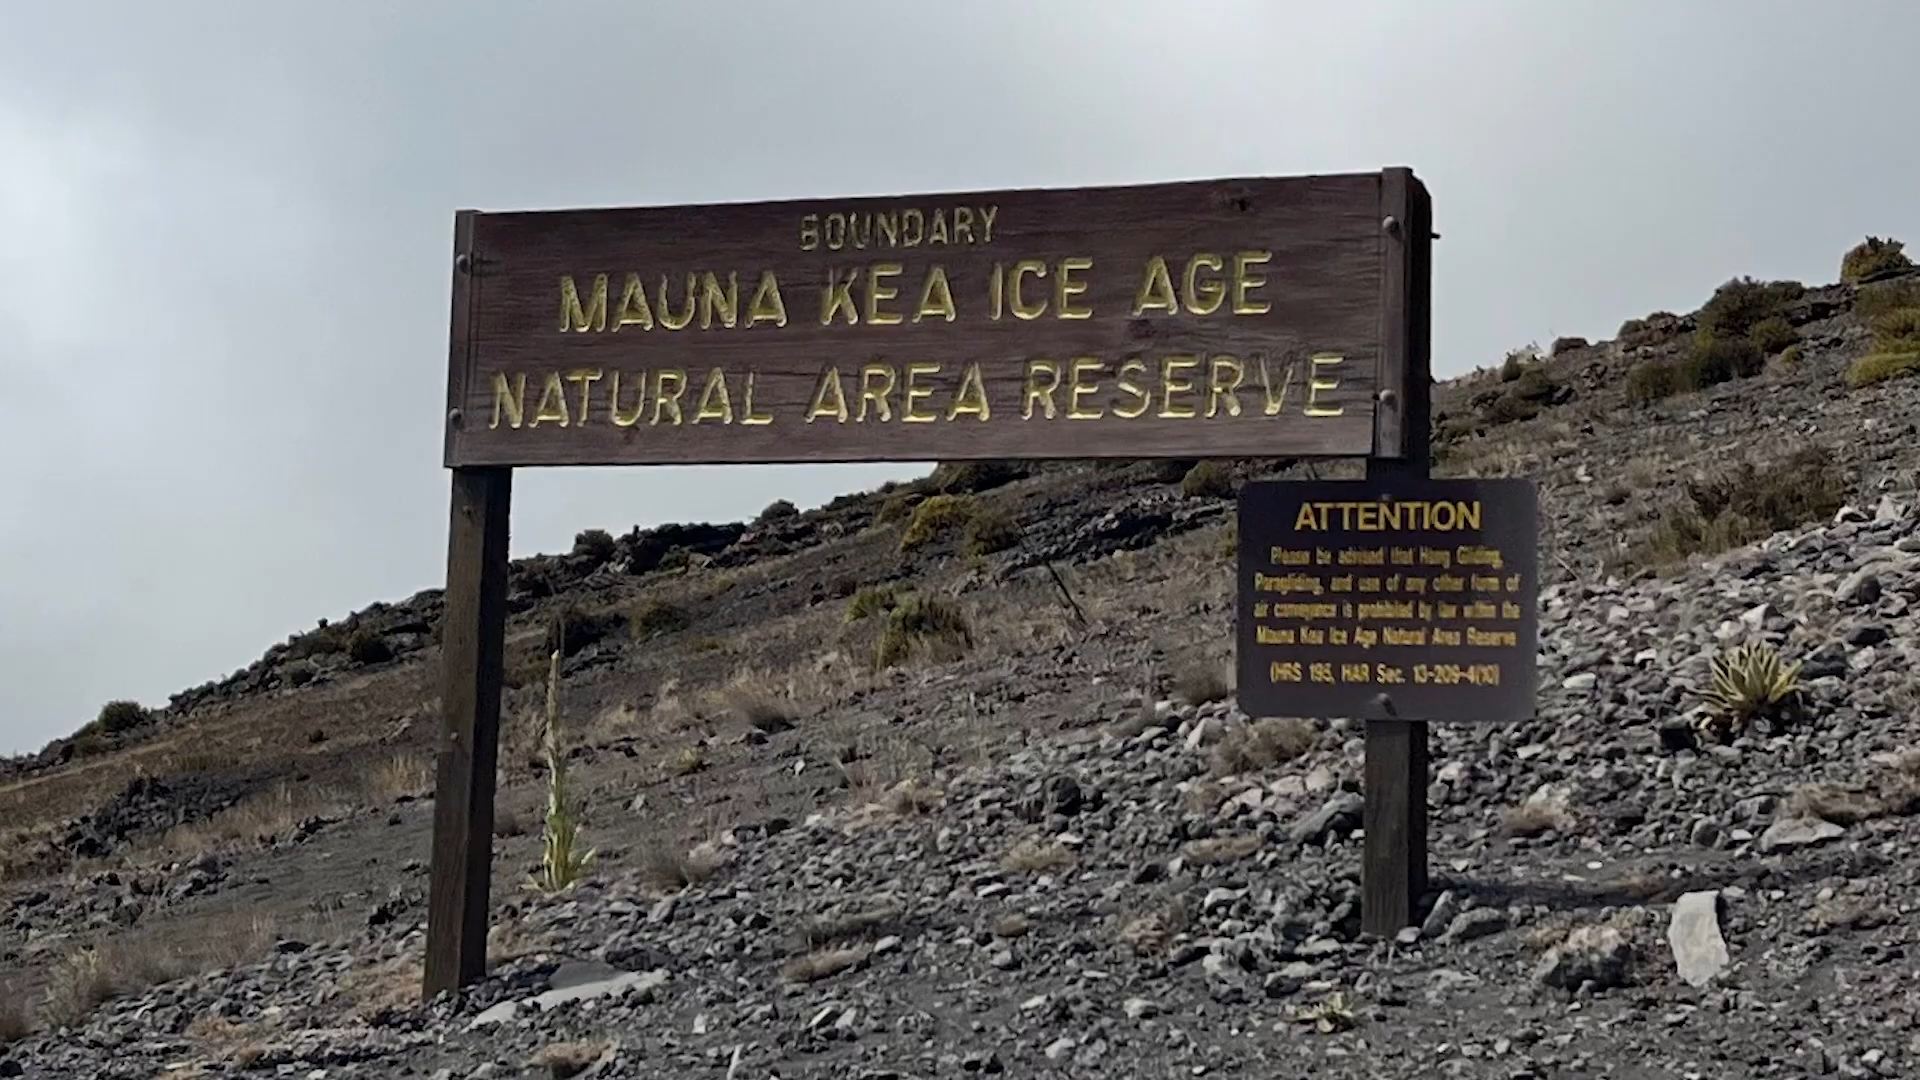 BOUNDARY
MAUNA KEA ICE AGE
NATURAL AREA RESERVE
ATTENTION
Please be advised that Hang Gliding,
Paragliding, and use of any other form of
air conveyance is prohibited by law within the
Mauna Kea Ice Age Natural Area Reserve
(HRS 195, HAR Sec. 13-209-4(10)